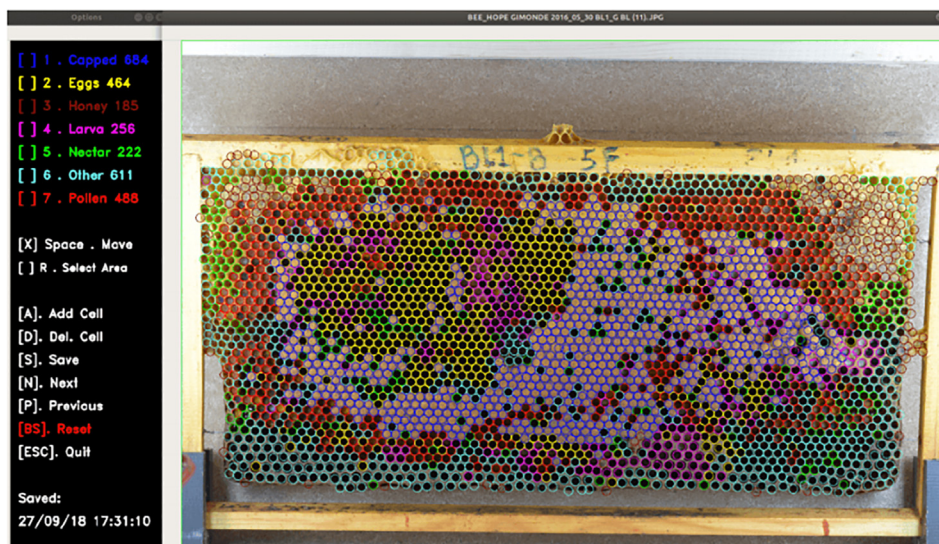 Options
BEE_HOPE GIMONDE 2016_05_30 BL1_G BL (11).JPG
[ ] 1 . Capped 684
[ ] 2 . Eggs 464
[ ] 3 . Honey 185
[ ] 4 . Larva 256
[ ] 5 . Nectar 222
[ ] 6 . Other 611
[ ] 7 . Pollen 488
[X] Space . Move
[ ] R . Select Area
[A]. Add Cell
[D]. Del. Cell
[S]. Save
[N]. Next
[P]. Previous
[BS]. Reset
[ESC]. Quit
Saved:
27/09/18 17:31:10
BL1-8 5F